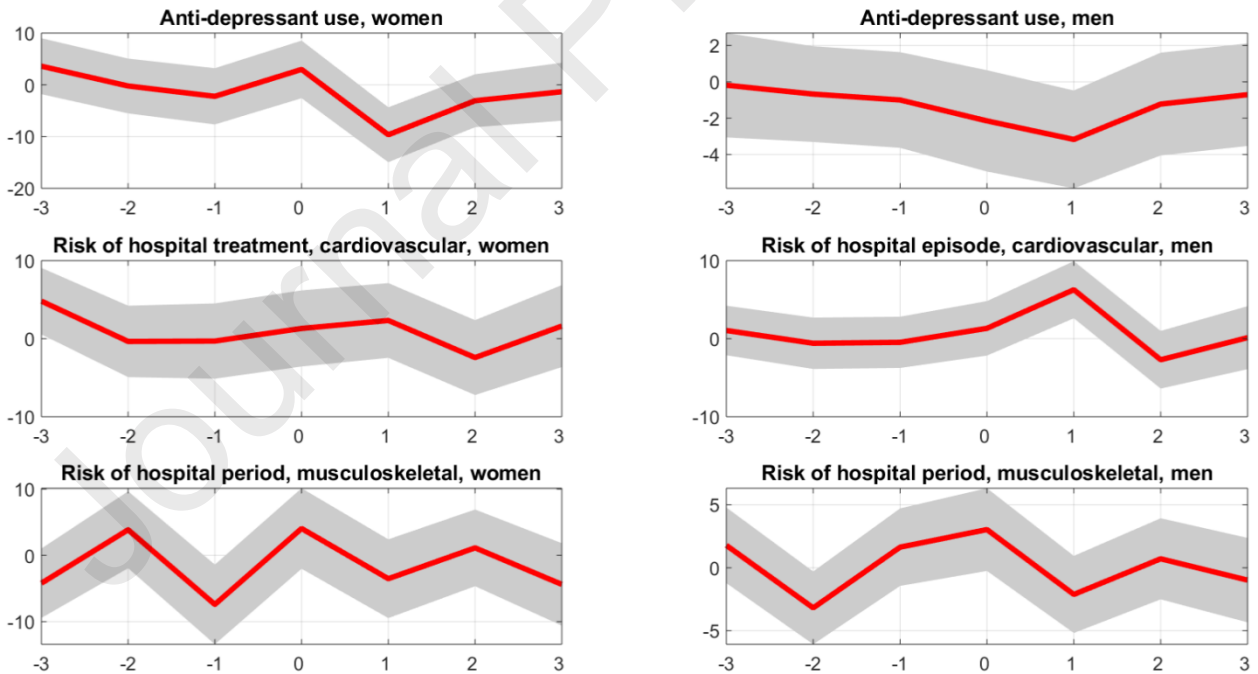 Anti-depressant use, women
10
0
-10
-20
-3 -2 -1 0 1 2 3
Anti-depressant use, men
2
0
-2
-4
-3 -2 -1 0 1 2 3
Risk of hospital treatment, cardiovascular, women
10
0
-10
-3 -2 -1 0 1 2 3
Risk of hospital episode, cardiovascular, men
10
0
-10
-3 -2 -1 0 1 2 3
Risk of hospital period, musculoskeletal, women
10
0
-10
-3 -2 -1 0 1 2 3
Risk of hospital period, musculoskeletal, men
5
0
-5
-3 -2 -1 0 1 2 3
Journal P